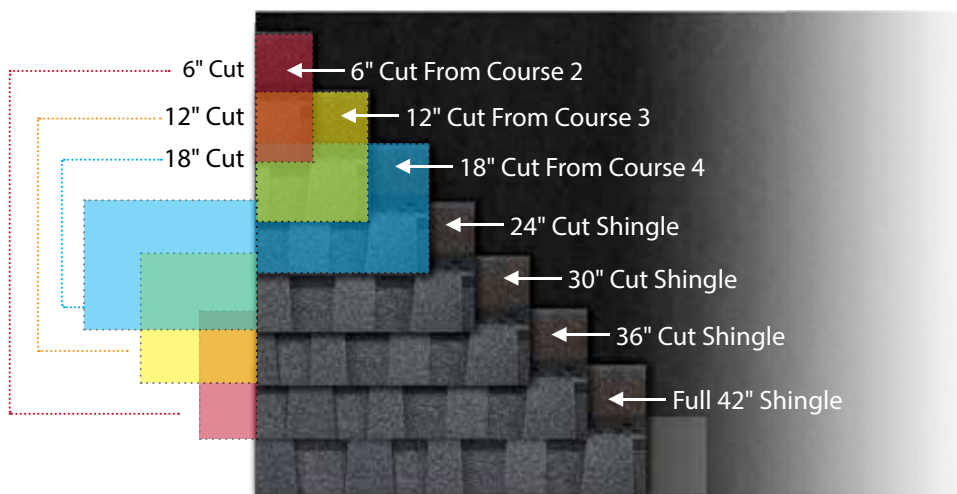 6" Cut
6" Cut From Course 2
12" Cut
12" Cut From Course 3
18" Cut
18" Cut From Course 4
24" Cut Shingle
30" Cut Shingle
36" Cut Shingle
Full 42" Shingle